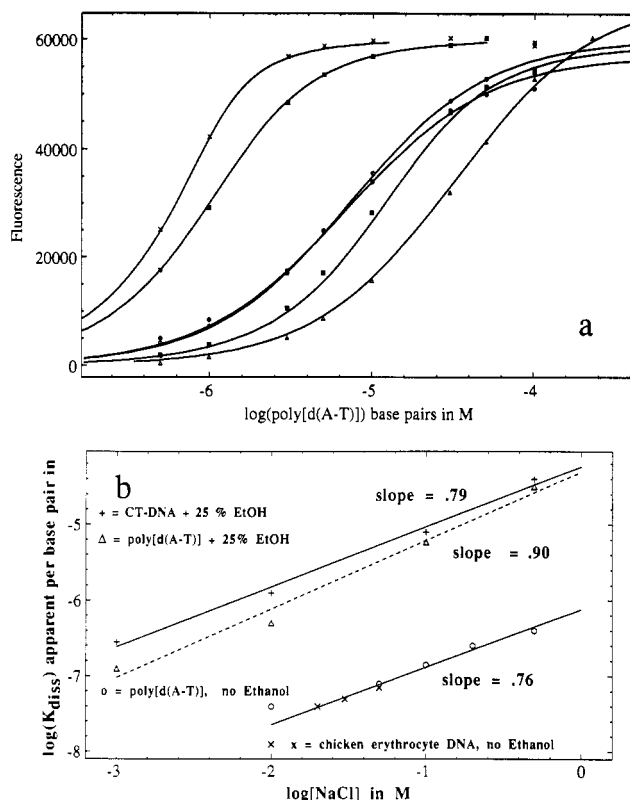 60000
40000
20000
0
Fluorescence
-6
-5
-4
log(poly[d(A-T)]) base pairs in M
a
b
+ = CT-DNA + 25 % EtOH
△ = poly[d(A-T)] + 25% EtOH
slope = .79
slope = .90
o = poly[d(A-T)], no Ethanol
slope = .76
x = chicken erythrocyte DNA, no Ethanol
log(Kdiss) apparent per base pair in
-5
-6
-7
-8
-3
-2
-1
0
log[NaCl] in M